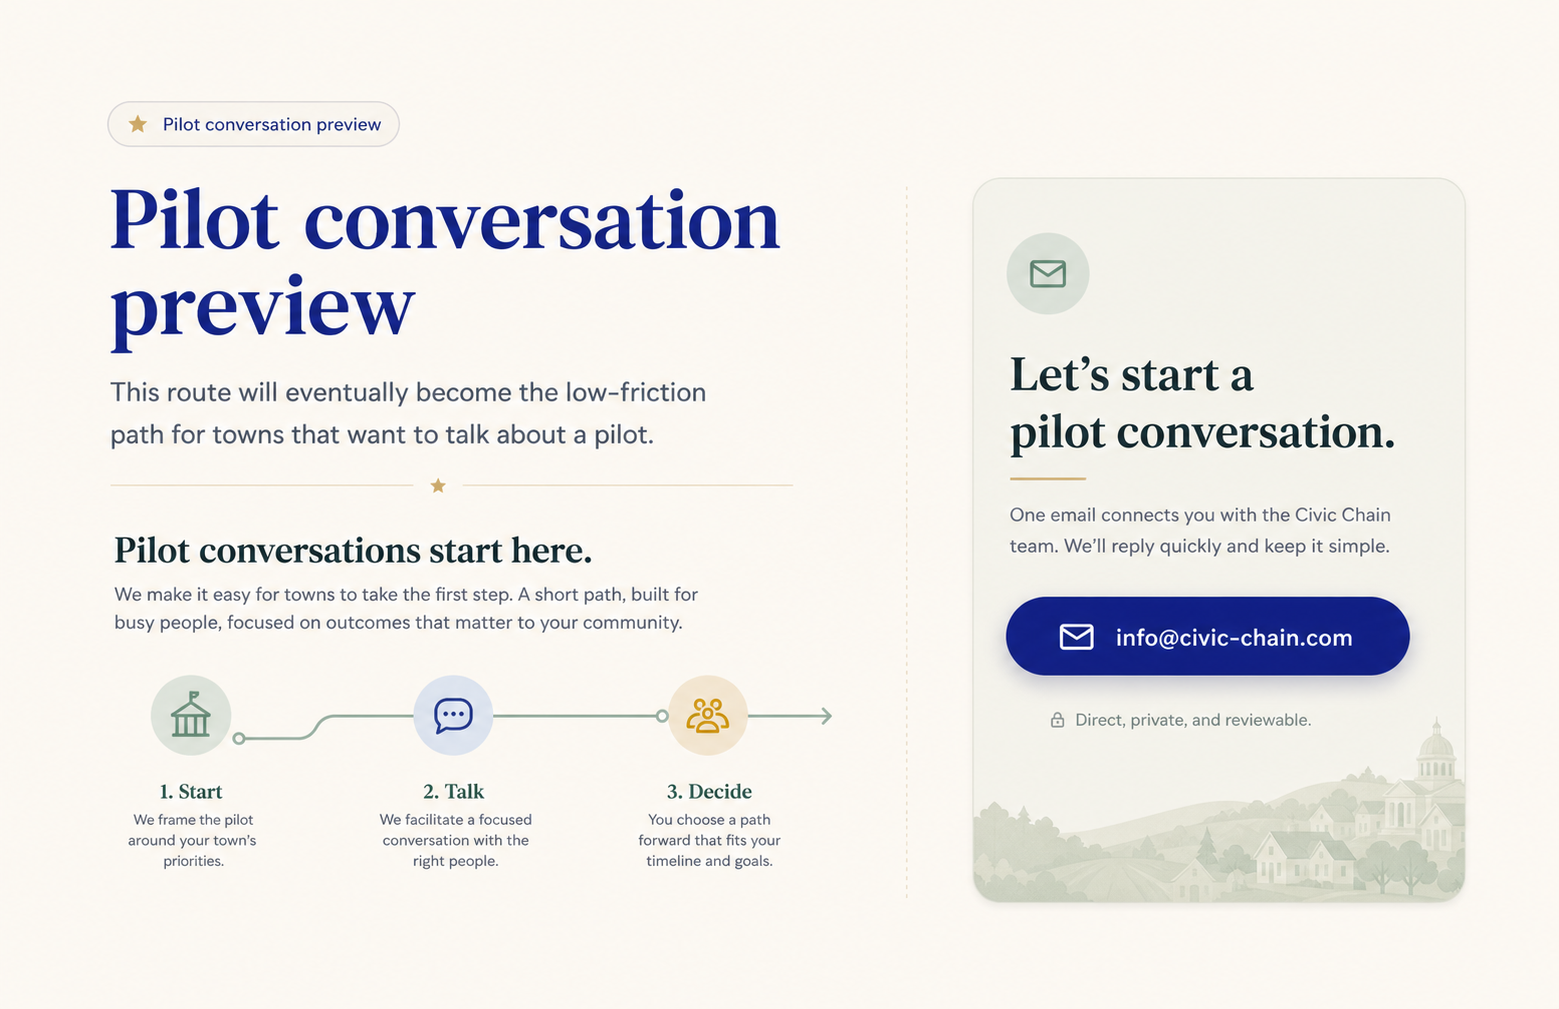 Pilot conversation preview
Pilot conversation
preview
This route will eventually become the low-friction
path for towns that want to talk about a pilot.
Pilot conversations start here.
We make it easy for towns to take the first step. A short path, built for
busy people, focused on outcomes that matter to your community.
1. Start
We frame the pilot
around your town's
priorities.
2. Talk
We facilitate a focused
conversation with the
right people.
3. Decide
You choose a path
forward that fits your
timeline and goals.
Let’s start a
pilot conversation.
One email connects you with the Civic Chain
team. We’ll reply quickly and keep it simple.
info@civic-chain.com
Direct, private, and reviewable.